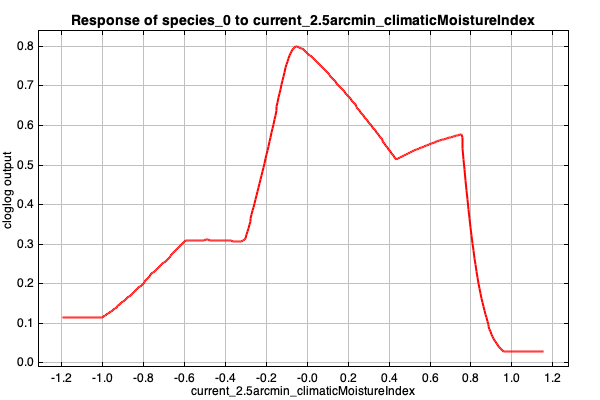 Response of species_0 to current_2.5arcmin_climaticMoistureIndex
0.8
0.7
0.6
0.5
0.4
0.3
0.2
0.1
0.0
cloglog output
-1.2 -1.0 -0.8 -0.6 -0.4 -0.2 -0.0 0.2 0.4 0.6 0.8 1.0 1.2
current_2.5arcmin_climaticMoistureIndex